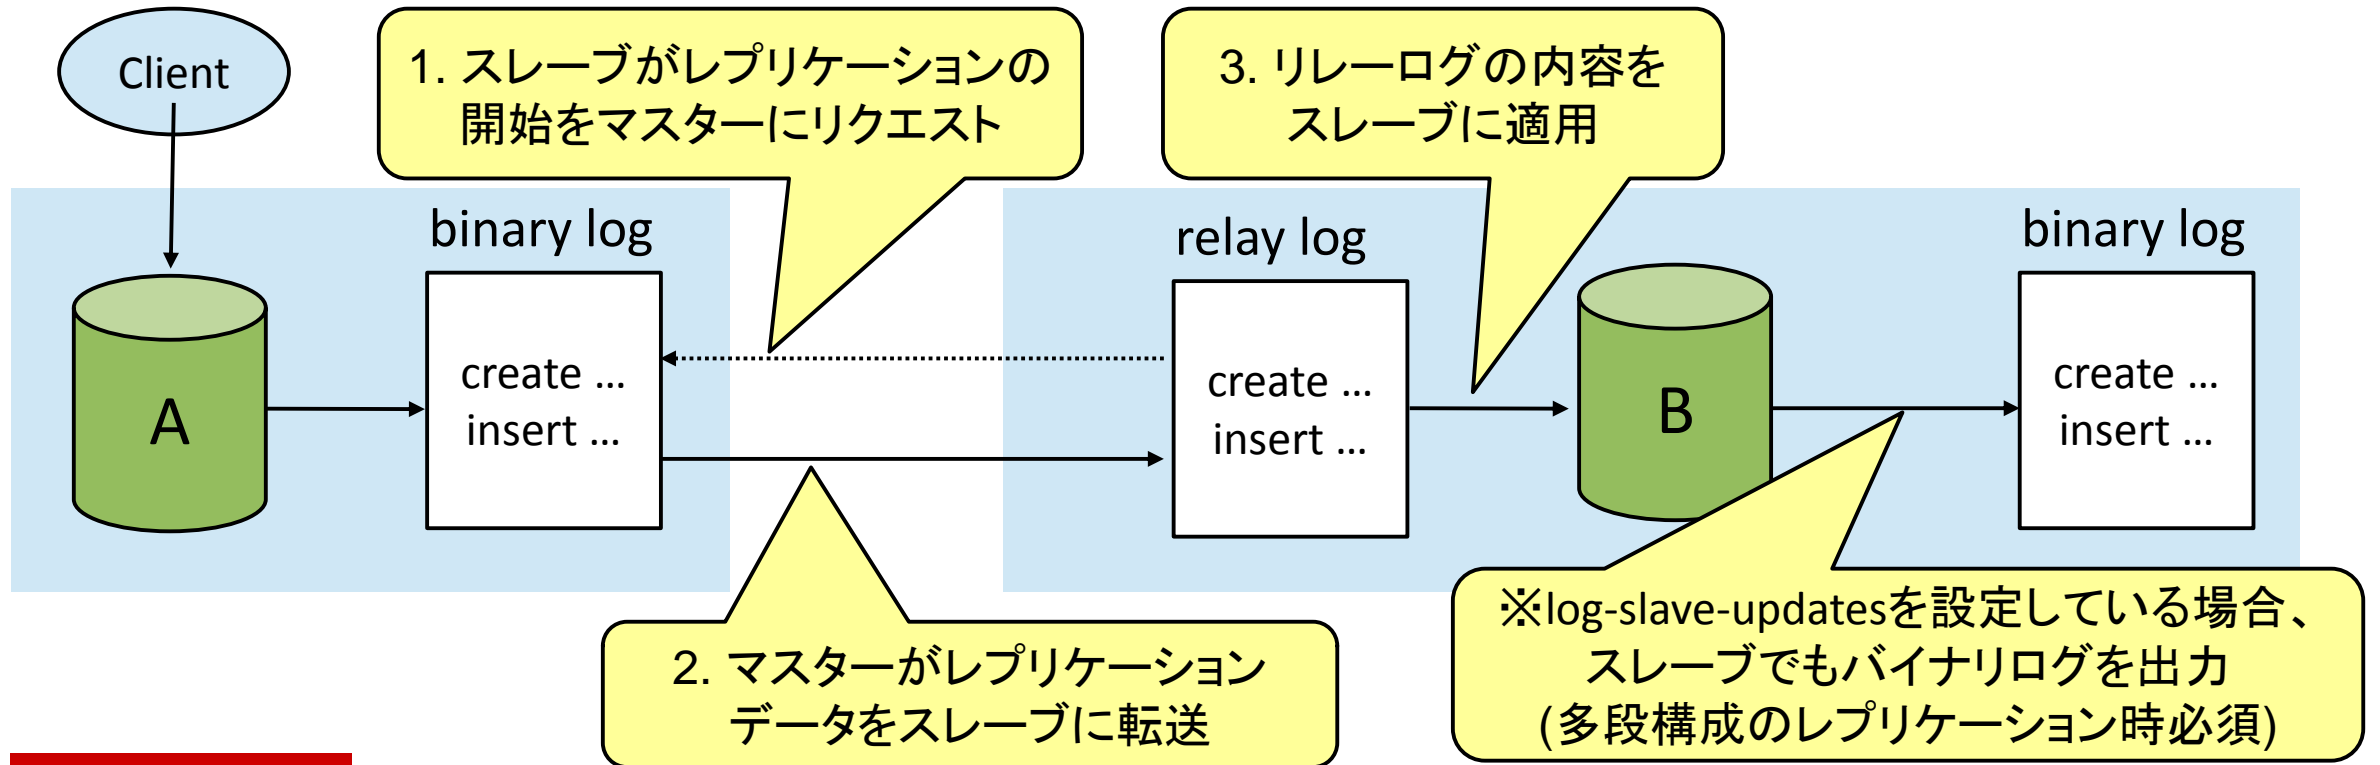 Client
1. スレーブがレプリケーションの
開始をマスターにリクエスト
3. リレーログの内容を
スレーブに適用
binary log
relay log
binary log
A
create ...
insert ...
create ...
insert ...
B
create ...
insert ...
2. マスターがレプリケーション
データをスレーブに転送
※log-slave-updatesを設定している場合、
スレーブでもバイナリログを出力
(多段構成のレプリケーション時必須)